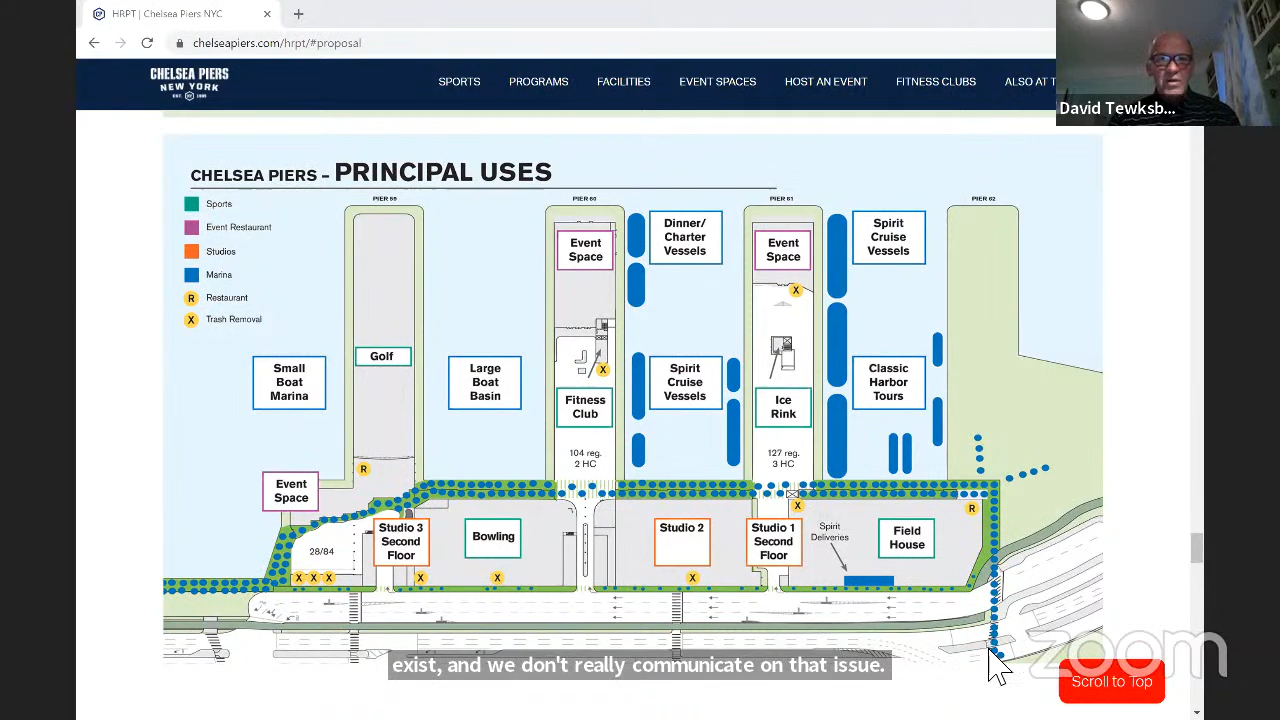 HRPT | Chelsea Piers NYC
chelseapiers.com/hrpt/#proposal
CHELSEA PIERS
NEW YORK
EST. 1995
SPORTS
PROGRAMS
FACILITIES
EVENT SPACES
HOST AN EVENT
FITNESS CLUBS
ALSO AT T
David Tewksb...
CHELSEA PIERS – PRINCIPAL USES
Sports
Event Restaurant
Studios
Marina
R Restaurant
X Trash Removal
PIER 59
PIER 60
PIER 61
PIER 62
Event
Space
Dinner/
Charter
Vessels
Event
Space
Spirit
Cruise
Vessels
X
Golf
Small
Boat
Marina
Large
Boat
Basin
X
Fitness
Club
Spirit
Cruise
Vessels
Ice
Rink
Classic
Harbor
Tours
104 reg.
2 HC
127 reg.
3 HC
R
Event
Space
X
R
28/84
Studio 3
Second
Floor
Bowling
Studio 2
Studio 1
Second
Floor
Spirit
Deliveries
Field
House
X X X
X
X
X
exist, and we don't really communicate on that issue.
zoom
Scroll to Top